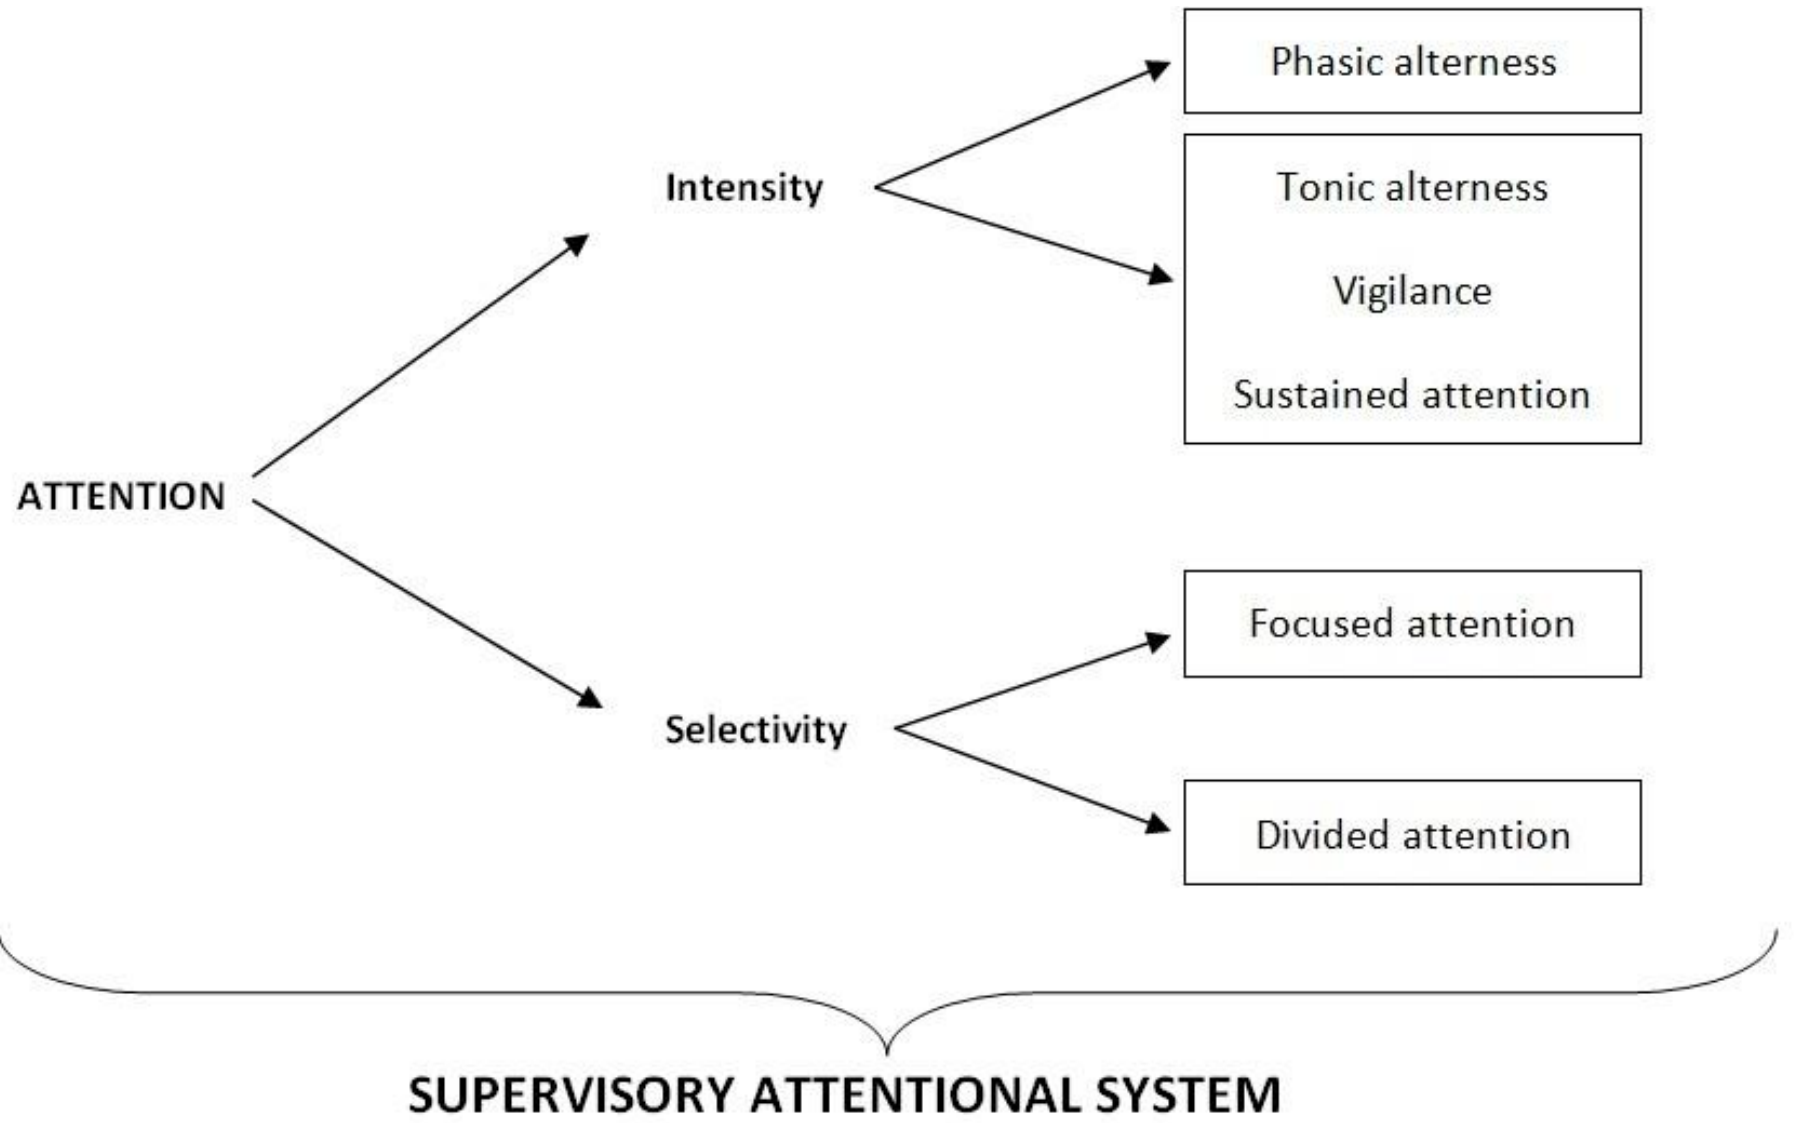 Phasic alterness
Intensity
Tonic alterness
Vigilance
Sustained attention
ATTENTION
Focused attention
Selectivity
Divided attention
SUPERVISORY ATTENTIONAL SYSTEM